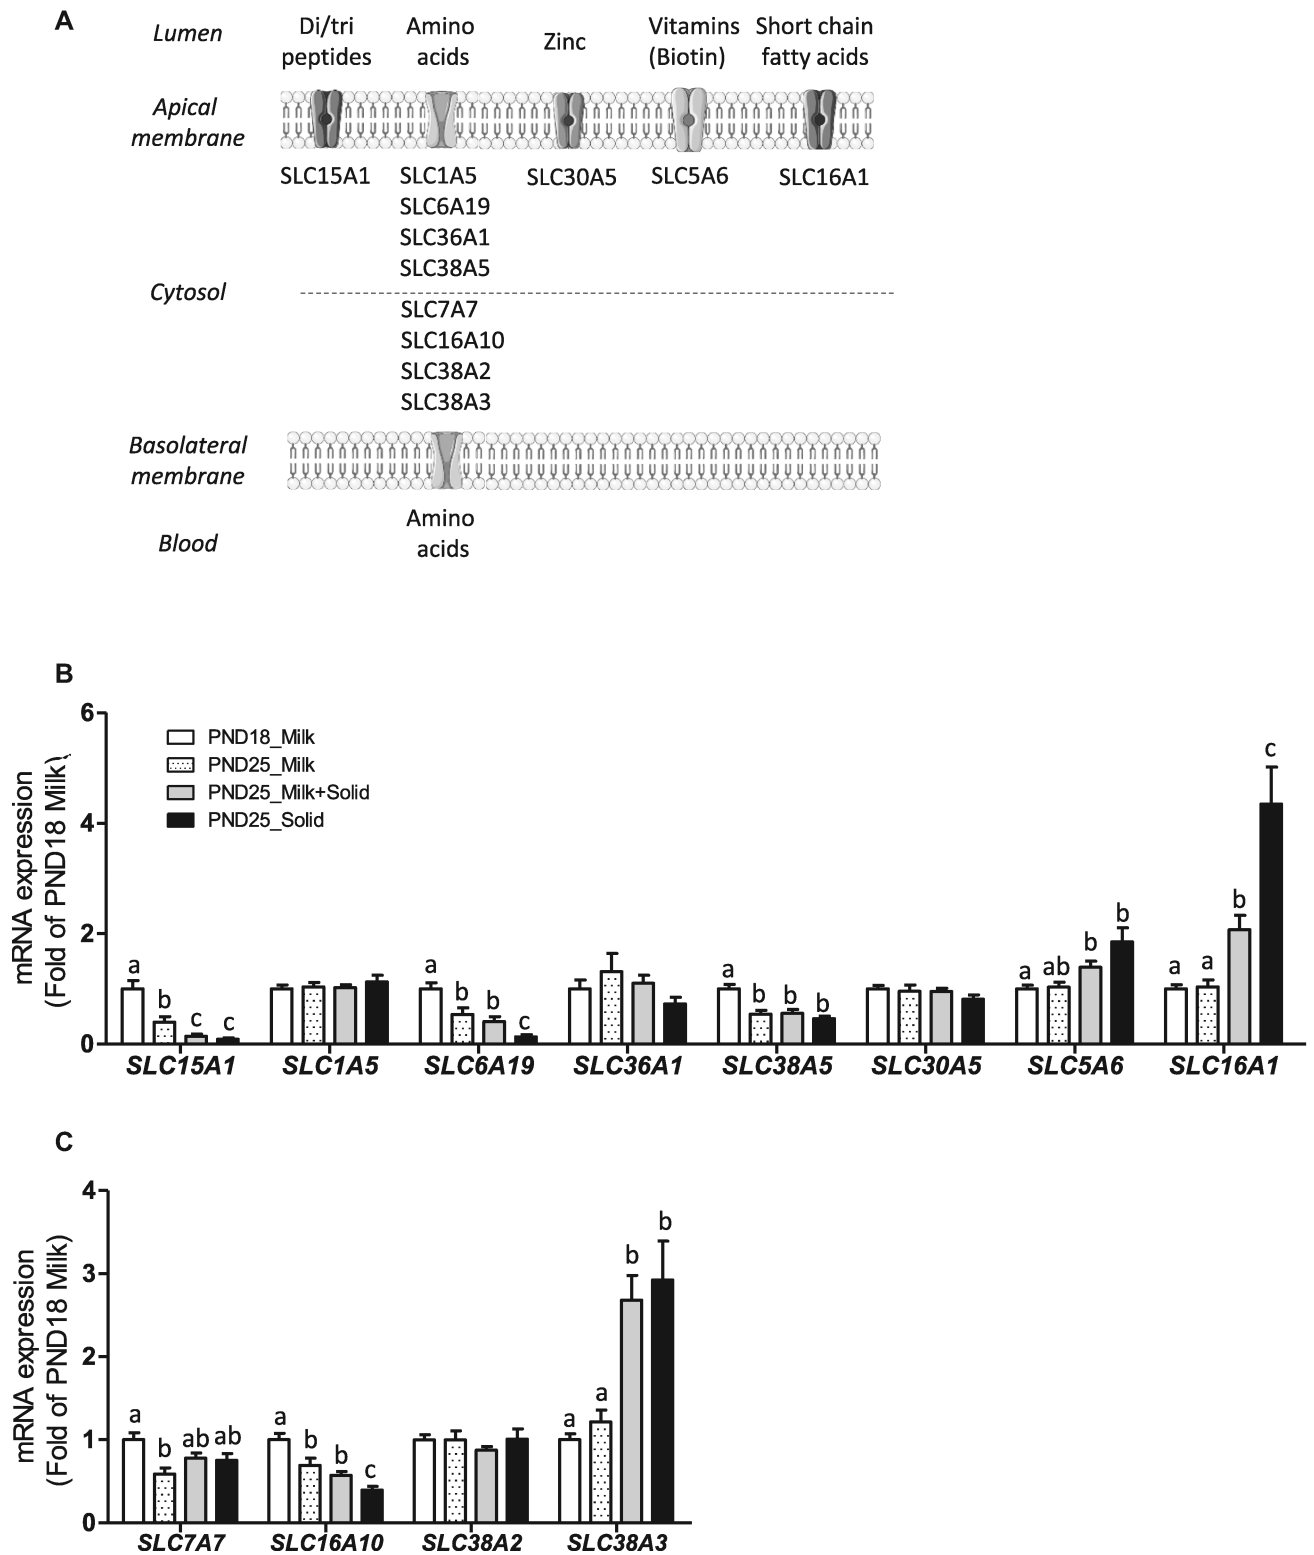 A
Lumen
Di/tri
peptides
Amino
acids
Zinc
Vitamins
(Biotin)
Short chain
fatty acids
Apical
membrane
SLC15A1 SLC1A5 SLC30A5 SLC5A6 SLC16A1
SLC6A19
SLC36A1
SLC38A5
Cytosol
SLC7A7
SLC16A10
SLC38A2
SLC38A3
Basolateral
membrane
Amino
acids
Blood
B
mRNA expression
(Fold of PND18 Milk)
6
4
2
0
PND18_Milk
PND25_Milk
PND25_Milk+Solid
PND25_Solid
a b c c
a b b c
a b b b
a ab b b
a a b c
SLC15A1 SLC1A5 SLC6A19 SLC36A1 SLC38A5 SLC30A5 SLC5A6 SLC16A1
C
mRNA expression
(Fold of PND18 Milk)
4
3
2
1
0
a b ab ab
a b b c
a a b b
SLC7A7 SLC16A10 SLC38A2 SLC38A3